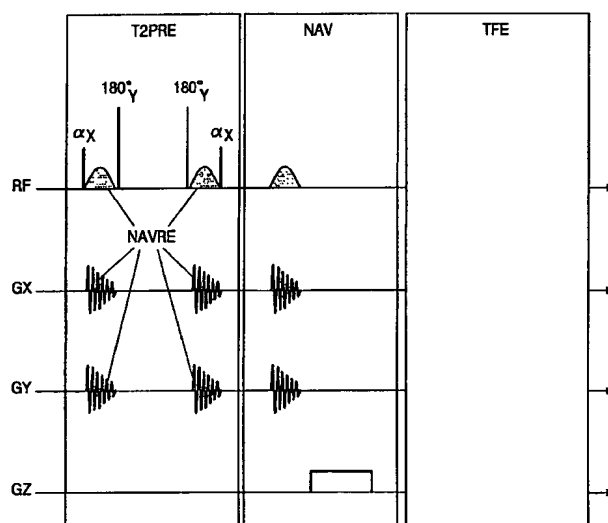 T2PRE NAV TFE
180°Y 180°Y
αX αX
RF
NAVRE
GX
GY
GZ